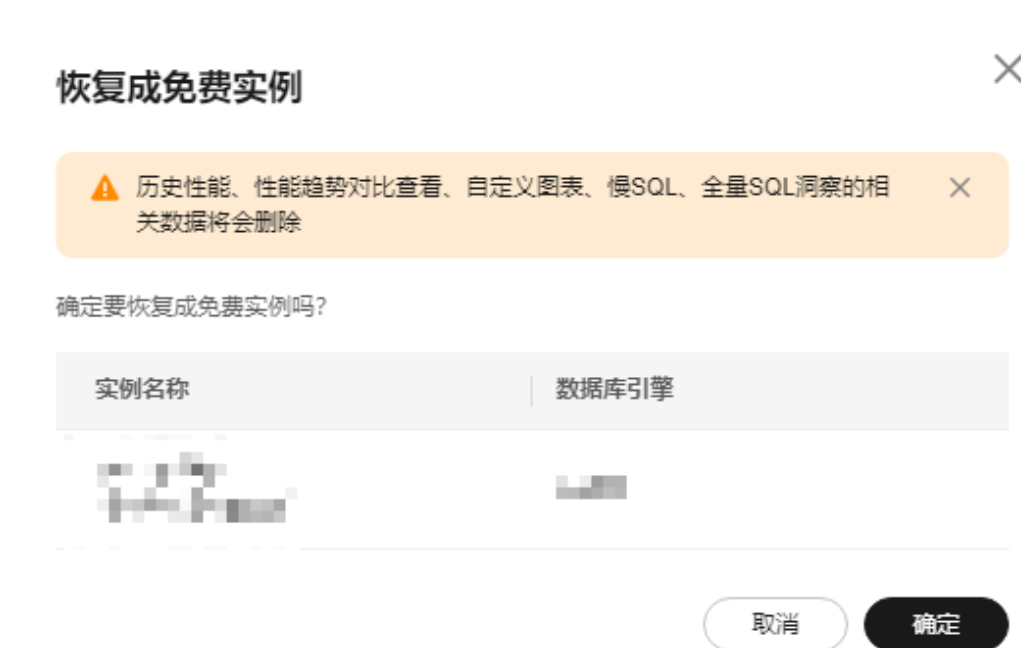 恢复成免费实例
历史性能、性能趋势对比查看、自定义图表、慢SQL、全量SQL洞察的相
关数据将会删除
确定要恢复成免费实例吗?
实例名称 数据库引擎
取消 确定